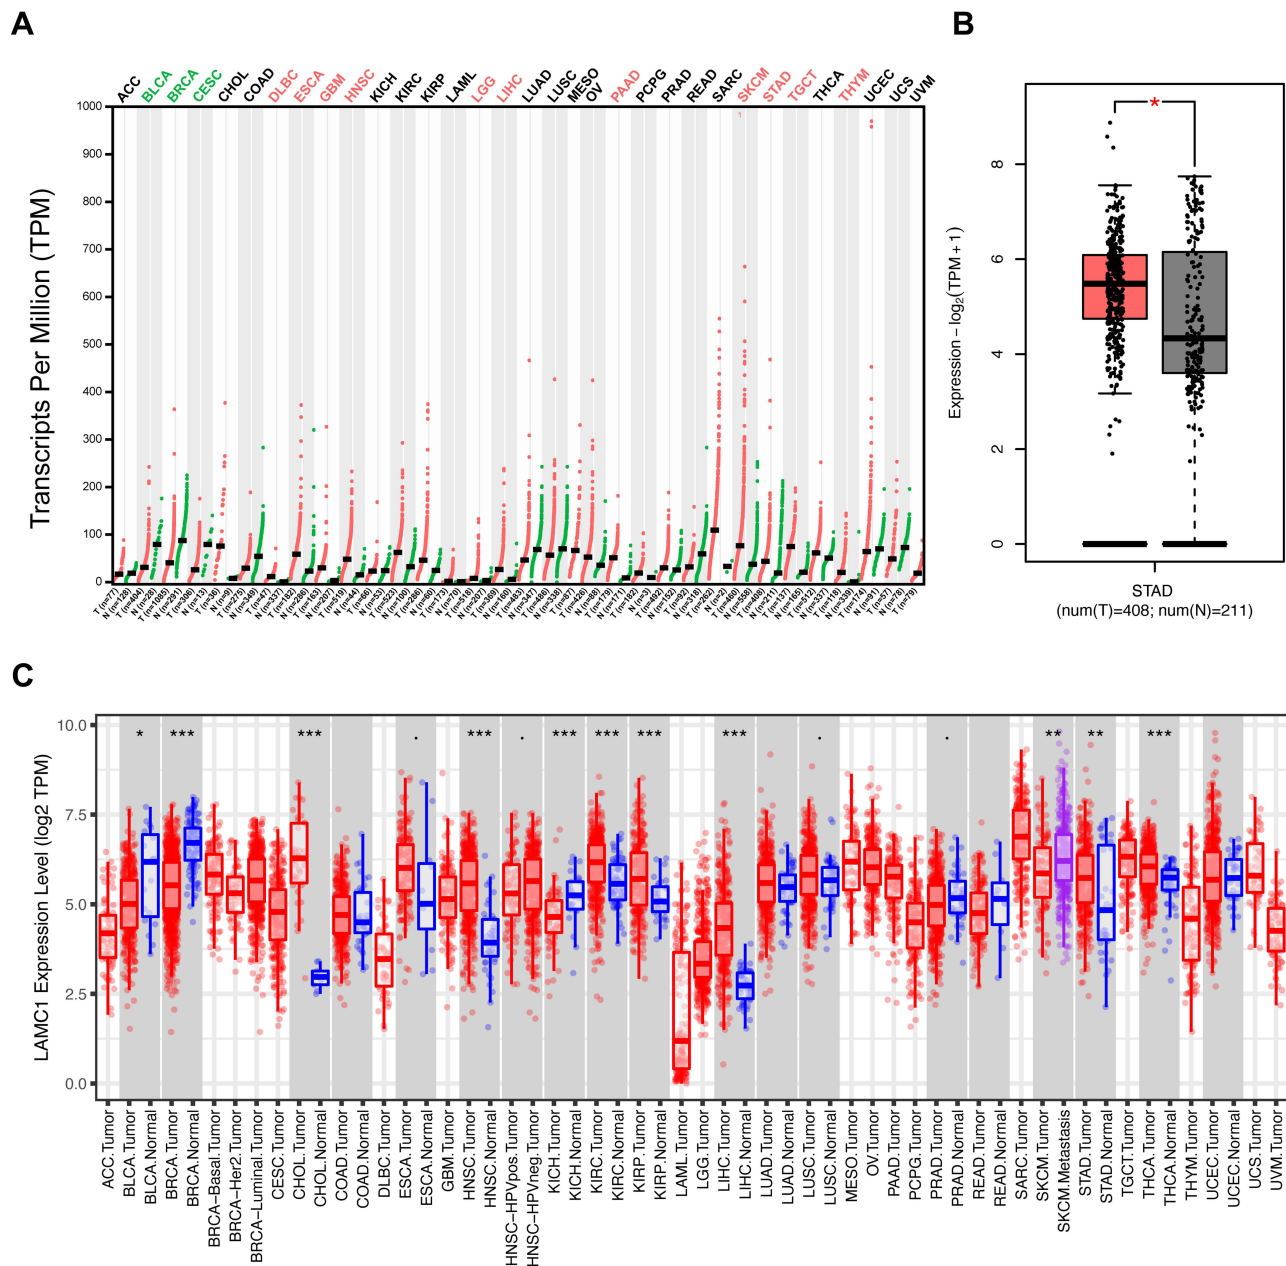 A
B
ACC BLCA BRCA CESC CHOL COAD DLBC ESCA GBM HNSC KICH KIRC KIRP LAML LGG LIHC LUAD LUSC MESO OV PAAD PCPG PRAD READ SARC SKCM STAD TGCT THCA THYM UCEC UCS UVM
Transcripts Per Million (TPM)
1000
900
800
700
600
500
400
300
200
100
0
*
Expression − log2(TPM + 1)
8
6
4
2
0
STAD
(num(T)=408; num(N)=211)
C
LAMC1 Expression Level (log2 TPM)
10.0
7.5
5.0
2.5
0.0
* *** *** . *** . *** *** *** *** . . ** ** ***
ACC.Tumor
BLCA.Tumor
BLCA.Normal
BRCA.Tumor
BRCA.Normal
BRCA−Basal.Tumor
BRCA−Her2.Tumor
BRCA−Luminal.Tumor
CESC.Tumor
CHOL.Tumor
CHOL.Normal
COAD.Tumor
COAD.Normal
DLBC.Tumor
ESCA.Tumor
ESCA.Normal
GBM.Tumor
HNSC.Tumor
HNSC.Normal
HNSC−HPVpos.Tumor
HNSC−HPVneg.Tumor
KICH.Tumor
KICH.Normal
KIRC.Tumor
KIRC.Normal
KIRP.Tumor
KIRP.Normal
LAML.Tumor
LGG.Tumor
LIHC.Tumor
LIHC.Normal
LUAD.Tumor
LUAD.Normal
LUSC.Tumor
LUSC.Normal
MESO.Tumor
OV.Tumor
PAAD.Tumor
PCPG.Tumor
PRAD.Tumor
PRAD.Normal
READ.Tumor
READ.Normal
SARC.Tumor
SKCM.Tumor
SKCM.Metastasis
STAD.Tumor
STAD.Normal
TGCT.Tumor
THCA.Tumor
THCA.Normal
THYM.Tumor
UCEC.Tumor
UCEC.Normal
UCS.Tumor
UVM.Tumor